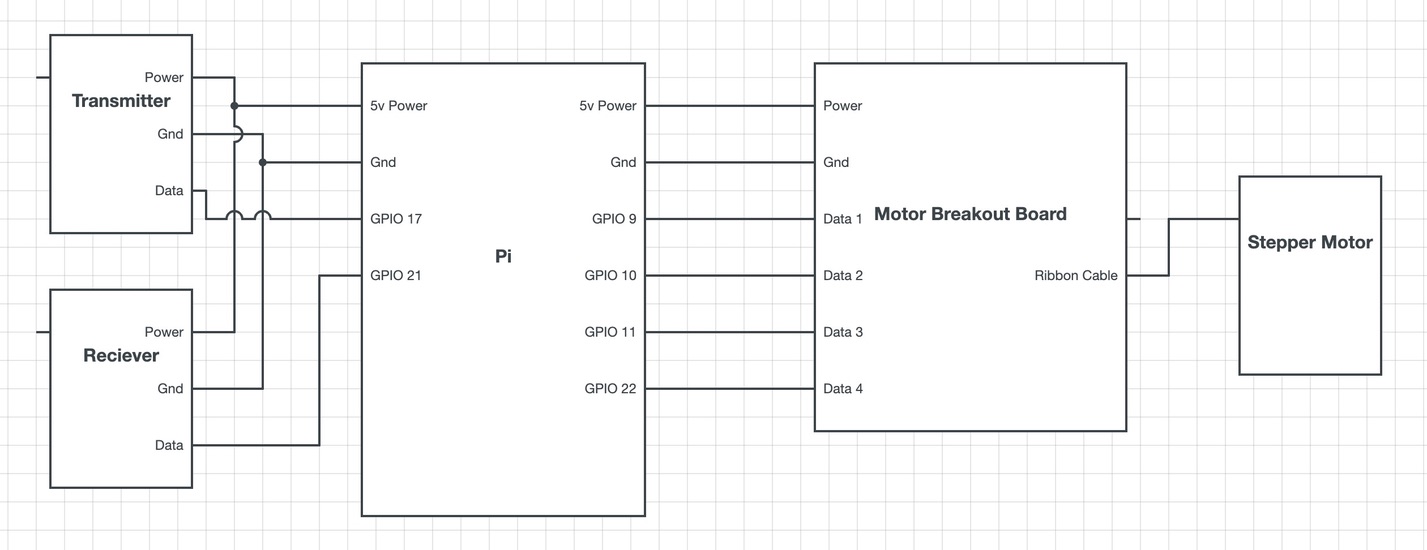 Power
Transmitter
Gnd
Data
Power
Reciever
Gnd
Data
5v Power
Gnd
GPIO 17
GPIO 21
Pi
5v Power
Gnd
GPIO 9
GPIO 10
GPIO 11
GPIO 22
Power
Gnd
Data 1
Data 2
Data 3
Data 4
Motor Breakout Board
Ribbon Cable
Stepper Motor